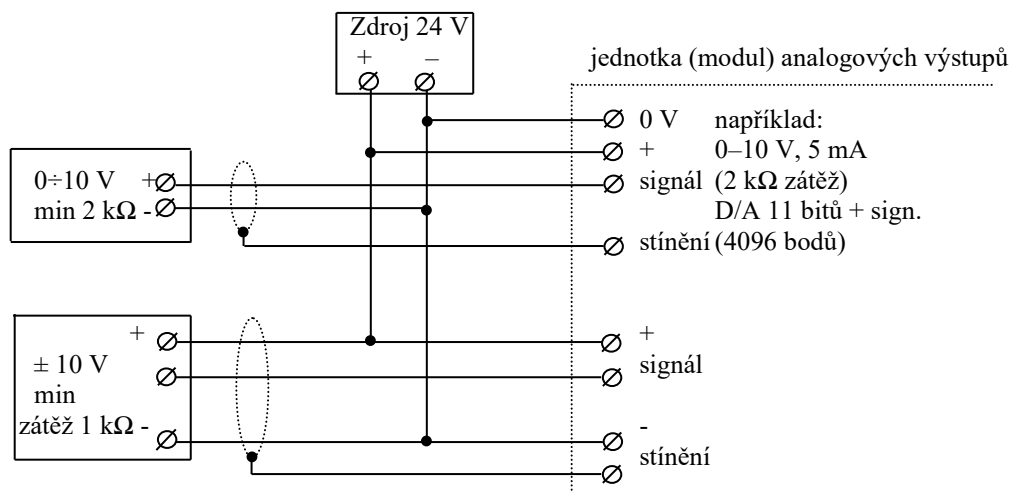 Zdroj 24 V
+ –
jednotka (modul) analogových výstupů
0 V například:
+ 0–10 V, 5 mA
0÷10 V + signál (2 kΩ zátěž)
min 2 kΩ - D/A 11 bitů + sign.
stínění (4096 bodů)
+ +
± 10 V signál
min
zátěž 1 kΩ - -
stínění